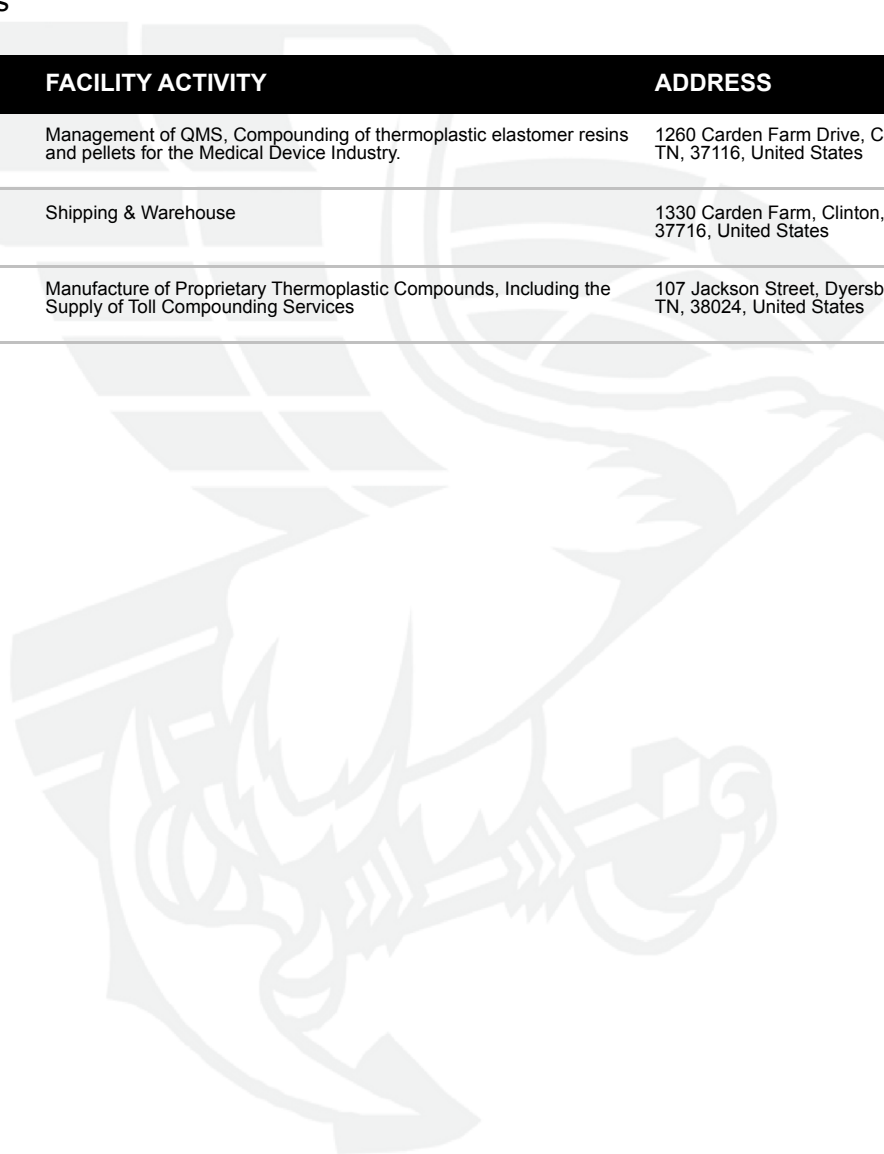 FACILITY ACTIVITY ADDRESS
Management of QMS, Compounding of thermoplastic elastomer resins 1260 Carden Farm Drive,
and pellets for the Medical Device Industry. TN, 37116, United States
Shipping & Warehouse 1330 Carden Farm, Clinton,
37716, United States
Manufacture of Proprietary Thermoplastic Compounds, Including the 107 Jackson Street,
Supply of Toll Compounding Services TN, 38024, United States